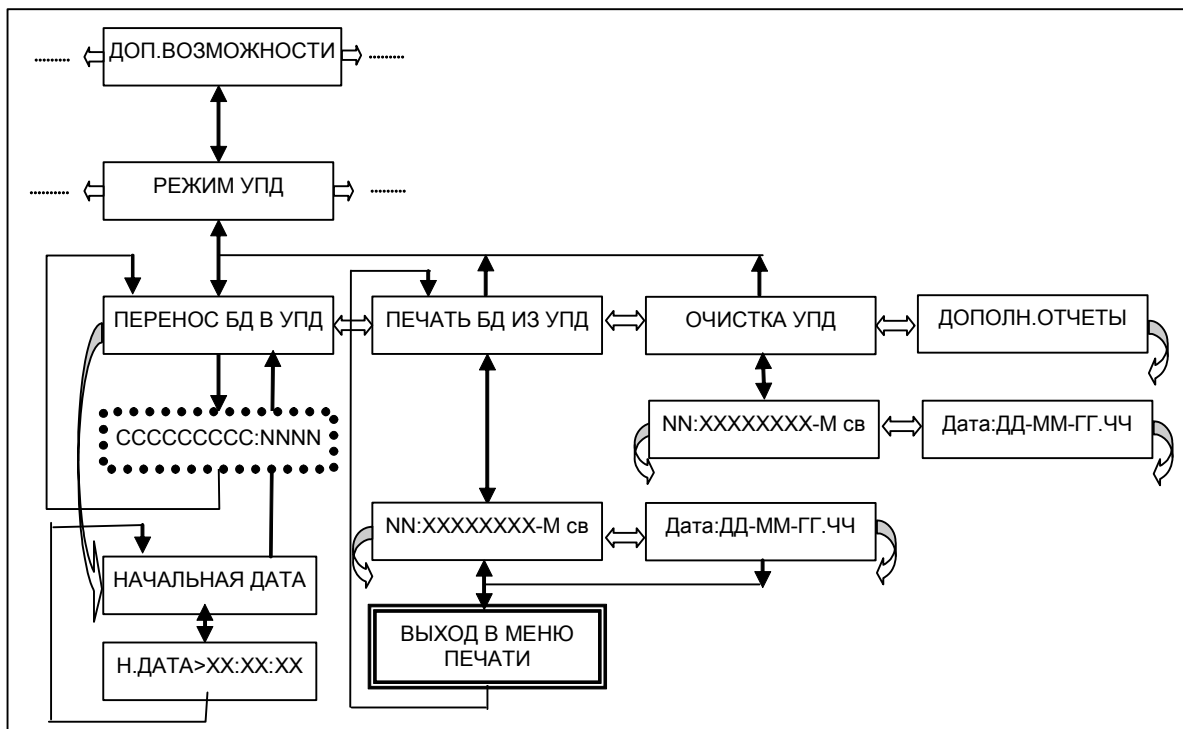 ДОП.ВОЗМОЖНОСТИ
.........
.........
РЕЖИМ УПД
.........
.........
ПЕРЕНОС БД В УПД
ПЕЧАТЬ БД ИЗ УПД
ОЧИСТКА УПД
ДОПОЛН.ОТЧЕТЫ
CCCCCCCCC:NNNN
NN:XXXXXXXX-М св
Дата:ДД-ММ-ГГ.ЧЧ
NN:XXXXXXXX-М св
Дата:ДД-ММ-ГГ.ЧЧ
НАЧАЛЬНАЯ ДАТА
Н.ДАТА>XX:XX:XX
ВЫХОД В МЕНЮ
ПЕЧАТИ